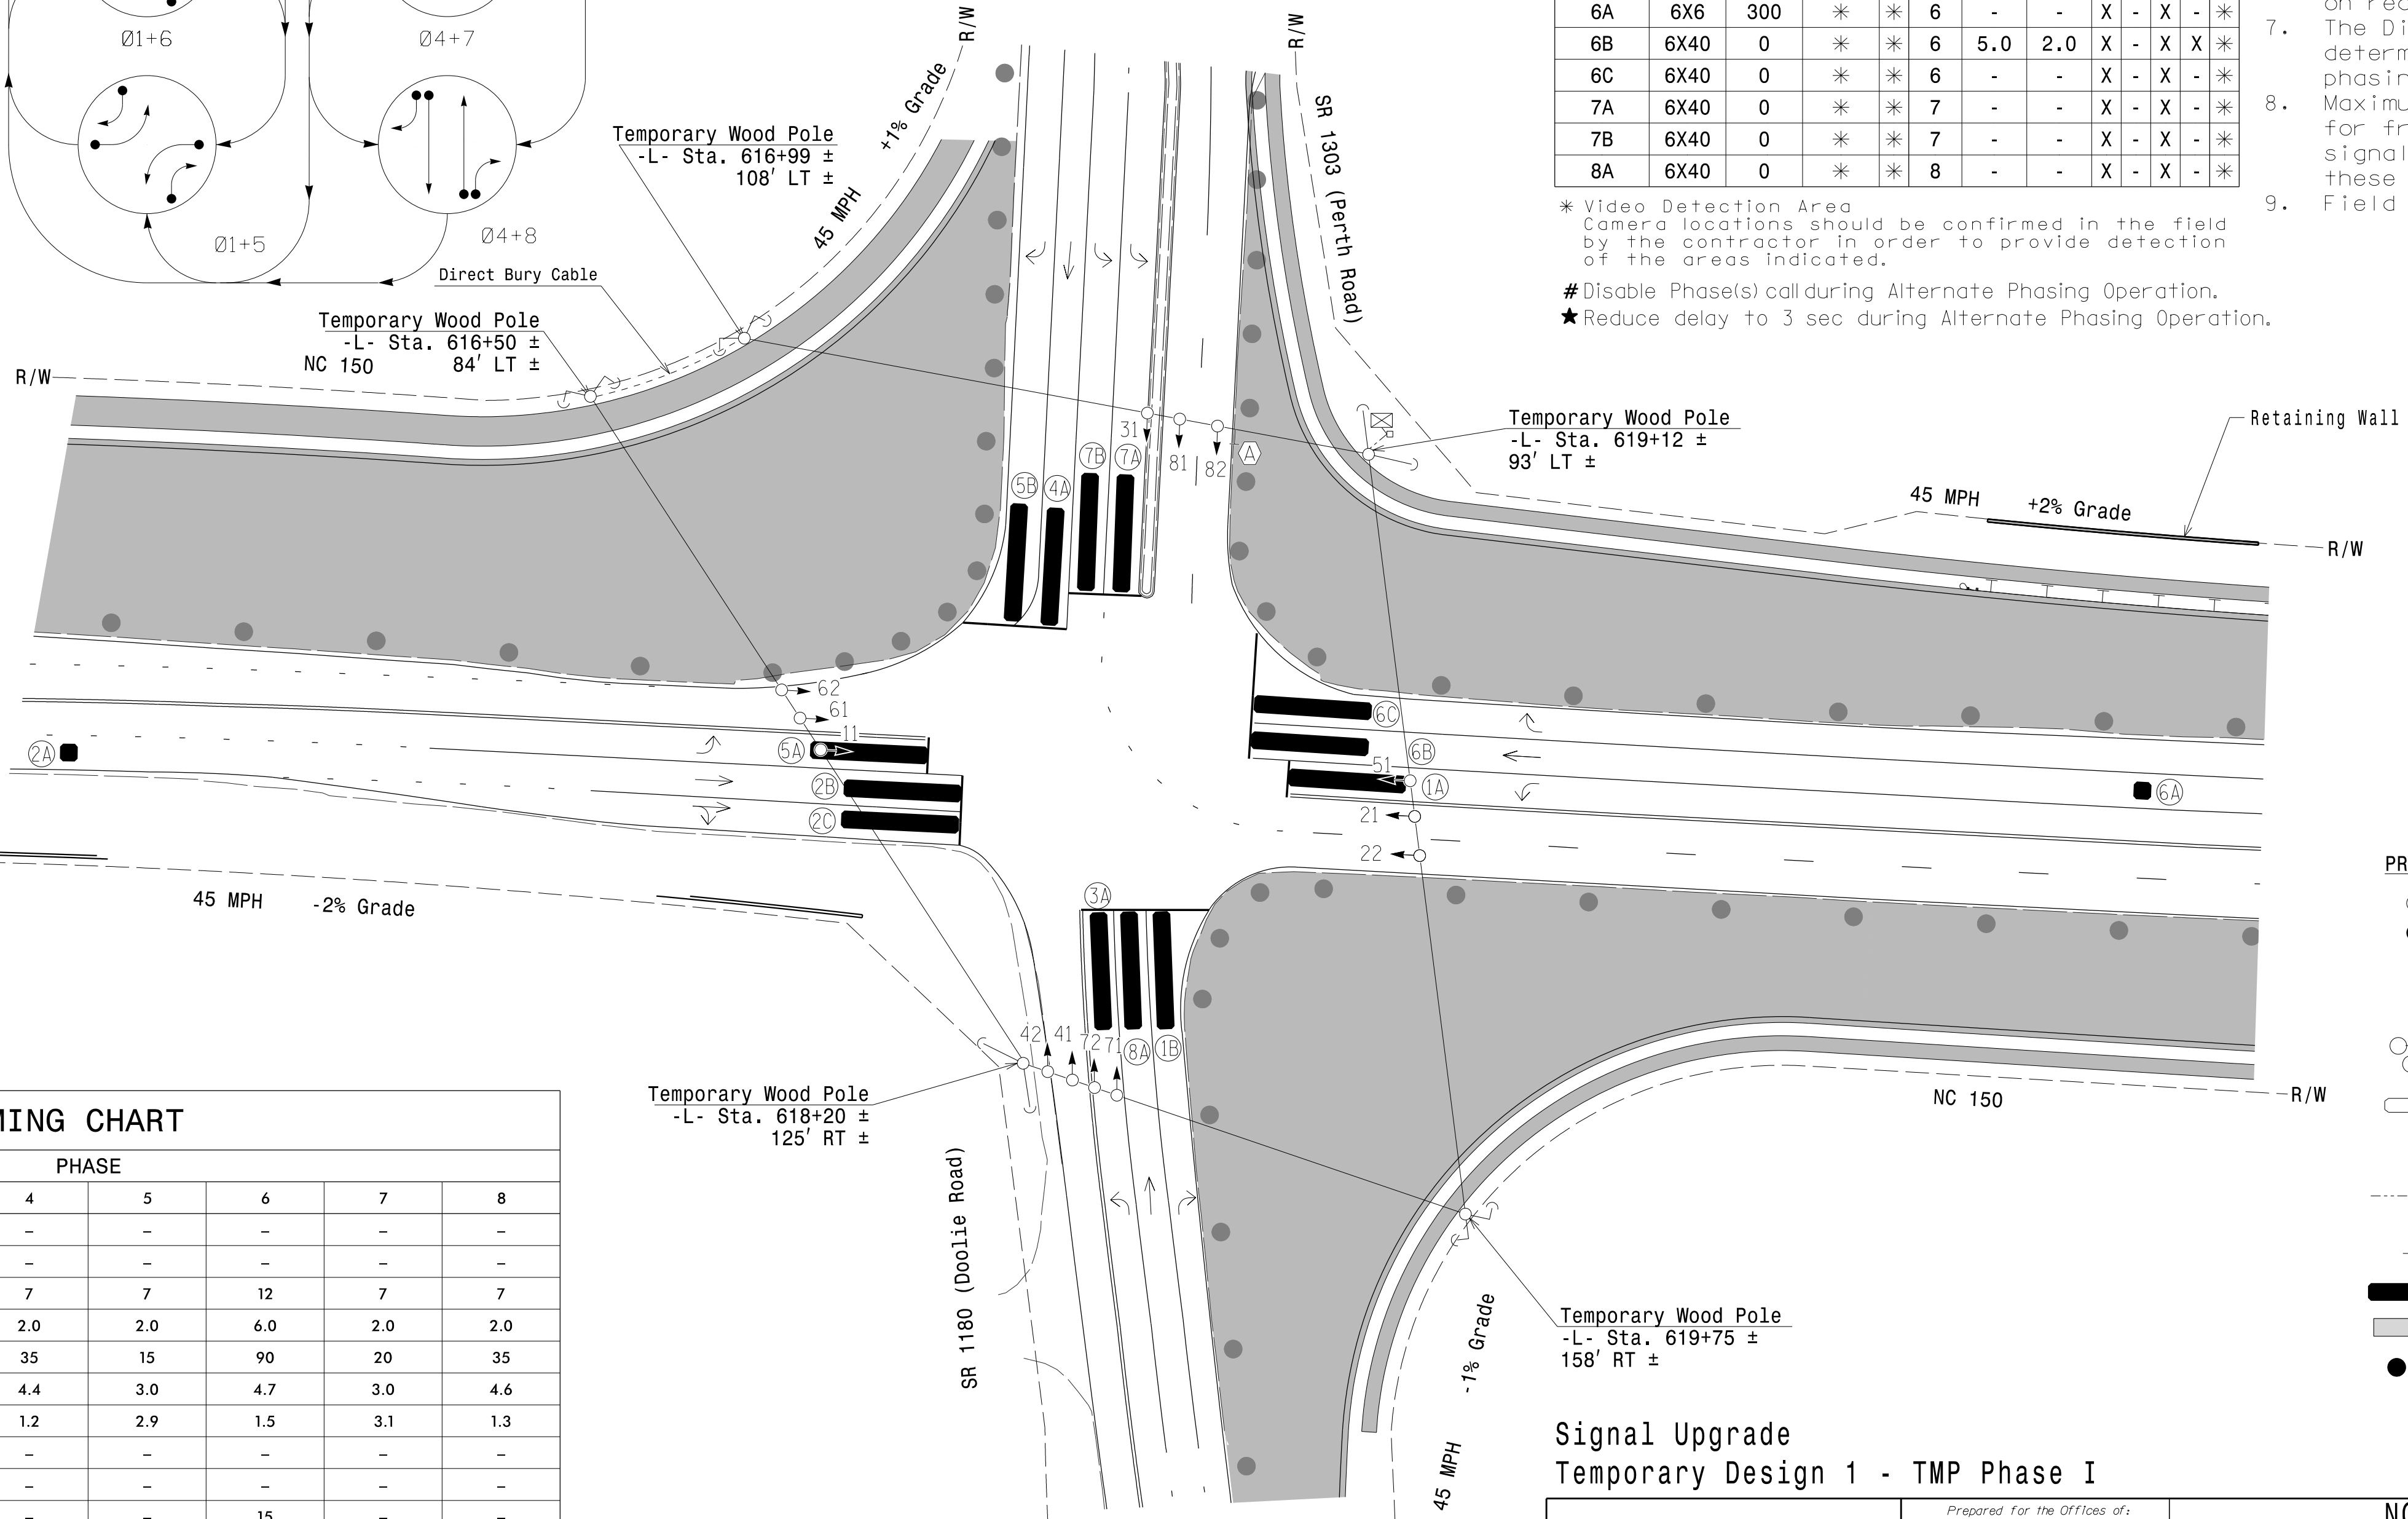 Ø1+6
Ø4+7
Ø1+5
Ø4+8
Direct Bury Cable
Temporary Wood Pole
-L- Sta. 616+99 ±
108' LT ±
Temporary Wood Pole
-L- Sta. 616+50 ±
84' LT ±
NC 150
R/W
R/W
R/W
+1% Grade
45 MPH
SR 1303 (Perth Road)
6A 6X6 300 * * 6 - - X - X - *
6B 6X40 0 * * 6 5.0 2.0 X - X X *
6C 6X40 0 * * 6 - - X - X - *
7A 6X40 0 * * 7 - - X - X - *
7B 6X40 0 * * 7 - - X - X - *
8A 6X40 0 * * 8 - - X - X - *
* Video Detection Area
Camera locations should be confirmed in the field
by the contractor in order to provide detection
of the areas indicated.
# Disable Phase(s) call during Alternate Phasing Operation.
★ Reduce delay to 3 sec during Alternate Phasing Operation.
7. The
phasin
8.
for
signal
these
9. Field
Temporary Wood Pole
-L- Sta. 619+12 ±
93' LT ±
Retaining Wall
45 MPH +2% Grade
R/W
31
81
82
A
5B
4A
7B
7A
62
61
11
2A
5A
2B
2C
6C
6B
51
1A
6A
21
22
45 MPH -2% Grade
3A
42
41
72
71
8A
1B
Temporary Wood Pole
-L- Sta. 618+20 ±
125' RT ±
SR 1180 (Doolie Road)
NC 150
R/W
-1% Grade
45 MPH
Temporary Wood Pole
-L- Sta. 619+75 ±
158' RT ±
MING CHART
PHASE
4 5 6 7 8
- - - - -
- - - - -
7 7 12 7 7
2.0 2.0 6.0 2.0 2.0
35 15 90 20 35
4.4 3.0 4.7 3.0 4.6
1.2 2.9 1.5 3.1 1.3
- - - - -
- - - - -
- - 15 - -
PR
Signal Upgrade
Temporary Design 1 - TMP Phase I
Prepared for the Offices of: